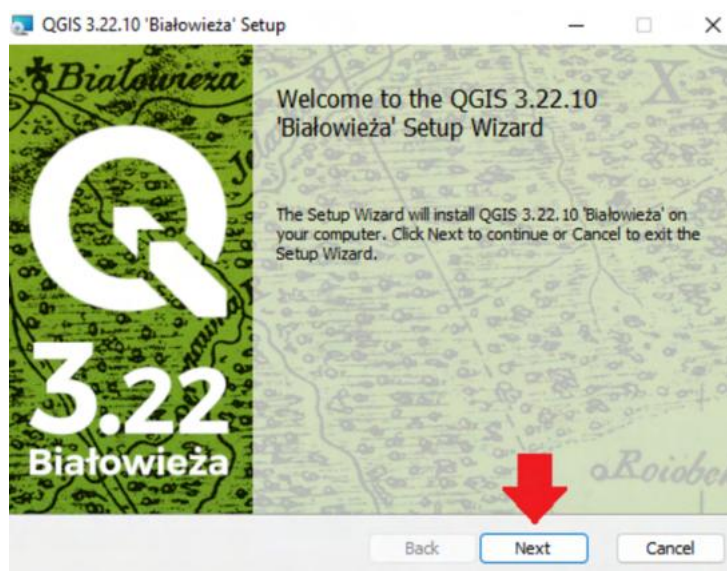 QGIS 3.22.10 'Białowieża' Setup
Białowieża
Welcome to the QGIS 3.22.10
'Białowieża' Setup Wizard
The Setup Wizard will install QGIS 3.22.10 'Białowieża' on
your computer. Click Next to continue or Cancel to exit the
Setup Wizard.
3.22
Białowieża
Back
Next
Cancel